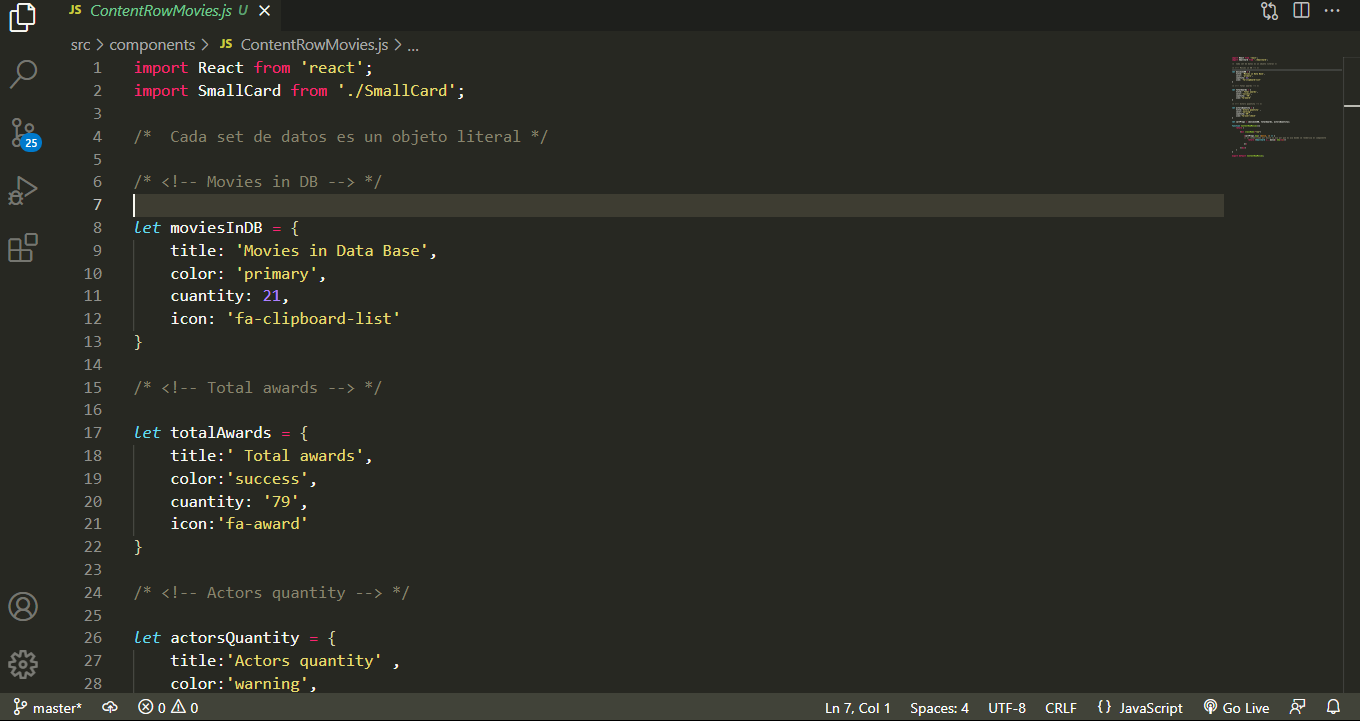 JS ContentRowMovies.js U
src > components > JS ContentRowMovies.js > ...
1 import React from 'react';
2 import SmallCard from './SmallCard';
3
4 /*  Cada set de datos es un objeto literal */
5
6 /* <!-- Movies in DB --> */
7
8 let moviesInDB = {
9     title: 'Movies in Data Base',
10     color: 'primary',
11     cuantity: 21,
12     icon: 'fa-clipboard-list'
13 }
14
15 /* <!-- Total awards --> */
16
17 let totalAwards = {
18     title:' Total awards',
19     color:'success',
20     cuantity: '79',
21     icon:'fa-award'
22 }
23
24 /* <!-- Actors quantity --> */
25
26 let actorsQuantity = {
27     title:'Actors quantity' ,
28     color:'warning',
25
master* 0 0 Ln 7, Col 1 Spaces: 4 UTF-8 CRLF {} JavaScript Go Live